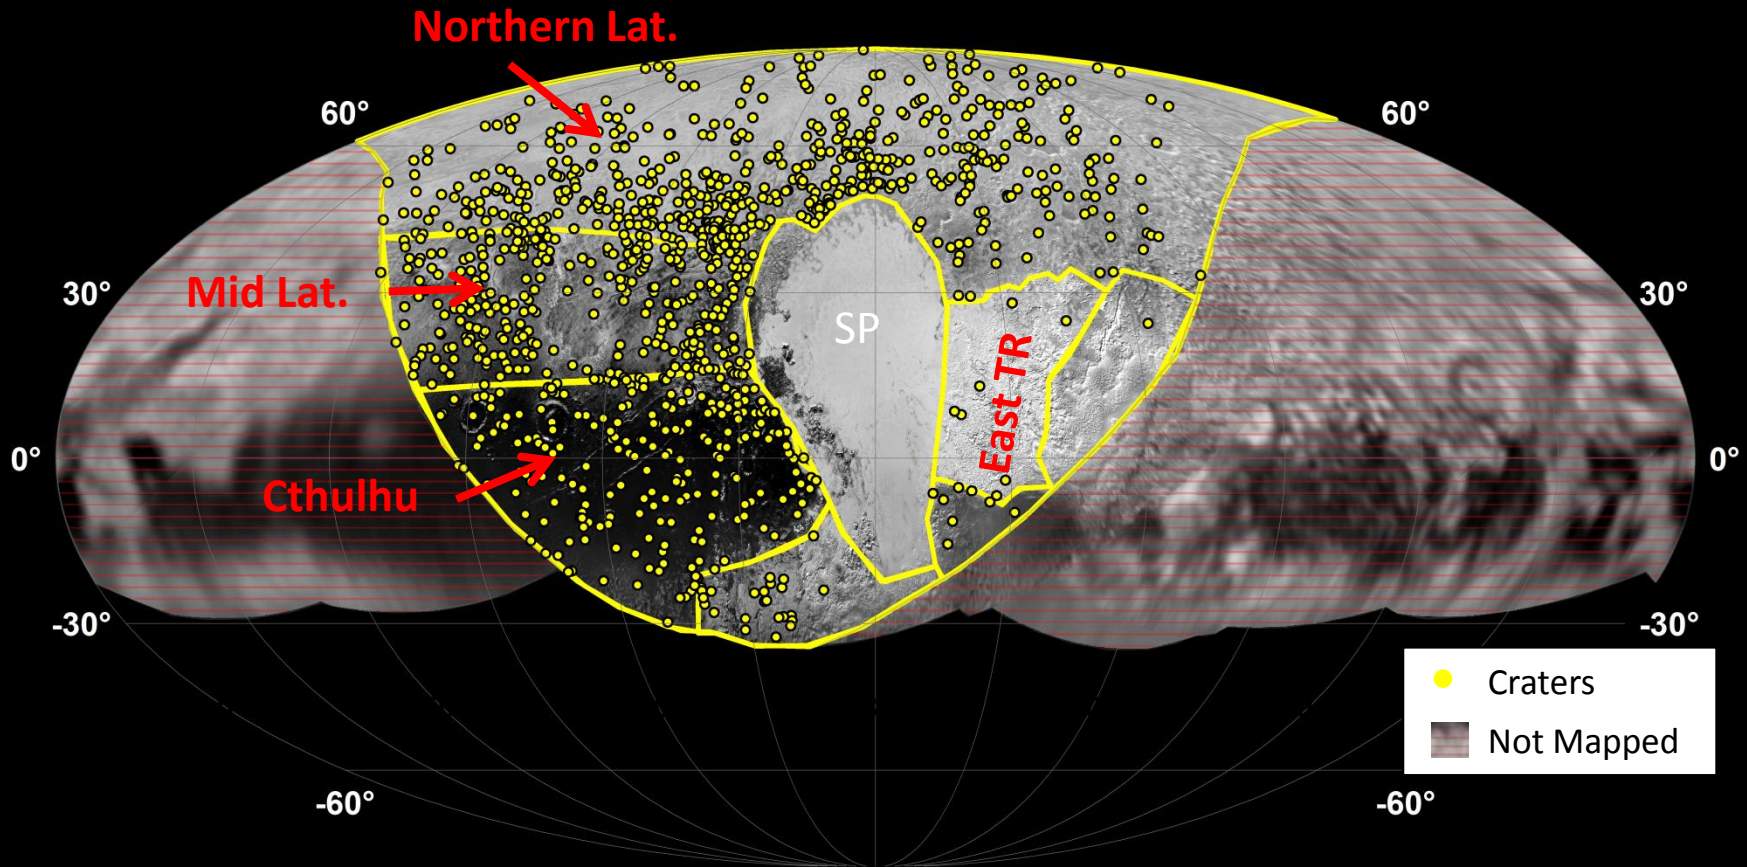 Northern Lat.
60°
60°
30°
Mid Lat.
30°
SP
East TR
0°
Cthulhu
0°
-30°
-30°
Craters
Not Mapped
-60°
-60°